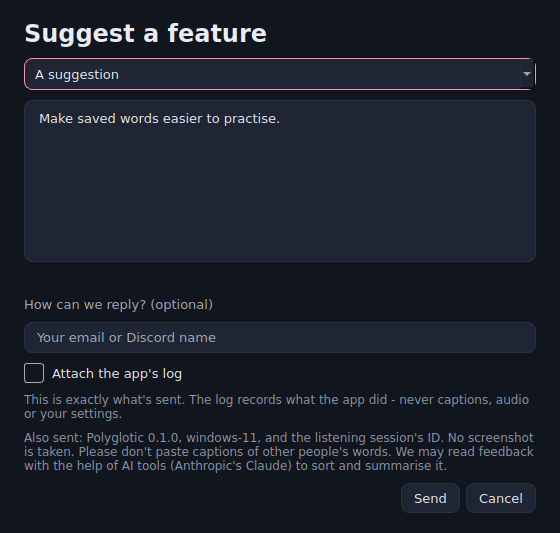 Suggest a feature
A suggestion
Make saved words easier to practise.
How can we reply? (optional)
Your email or Discord name
Attach the app's log
This is exactly what's sent. The log records what the app did - never captions, audio
or your settings.
Also sent: Polyglotic 0.1.0, windows-11, and the listening session's ID. No screenshot
is taken. Please don't paste captions of other people's words. We may read feedback
with the help of AI tools (Anthropic's Claude) to sort and summarise it.
Send Cancel